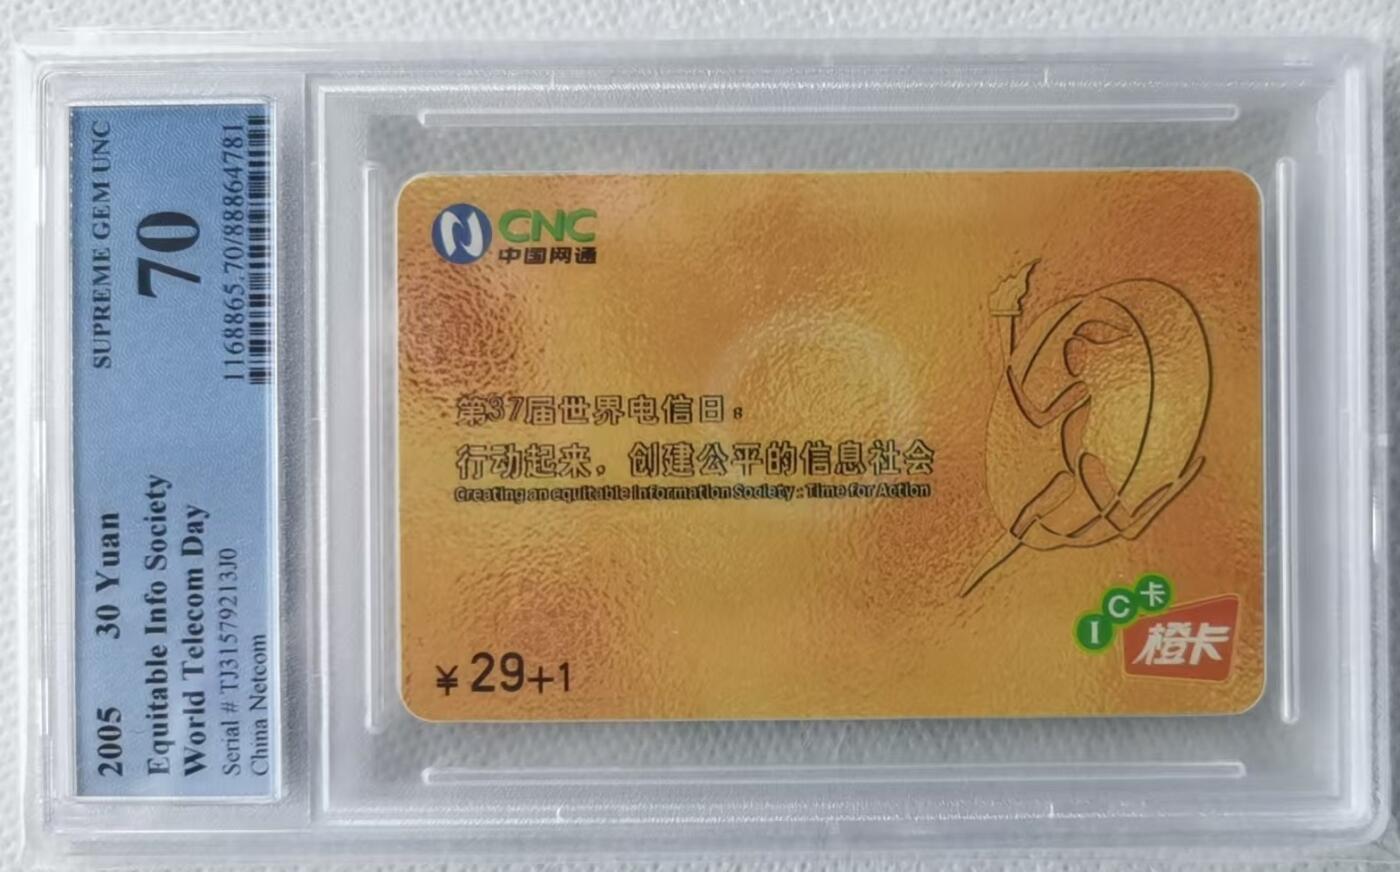 2005 30 Yuan SUPREME GEM UNC
Equitable Info Society 70
World Telecom Day
Serial # TJ31579213J0 1168865.70/88864781
China Netcom
CNC
中国网通
第37届世界电信日：
行动起来，创建公平的信息社会
Creating an equitable Information Society : Time for Action
IC卡
橙卡
¥ 29+1